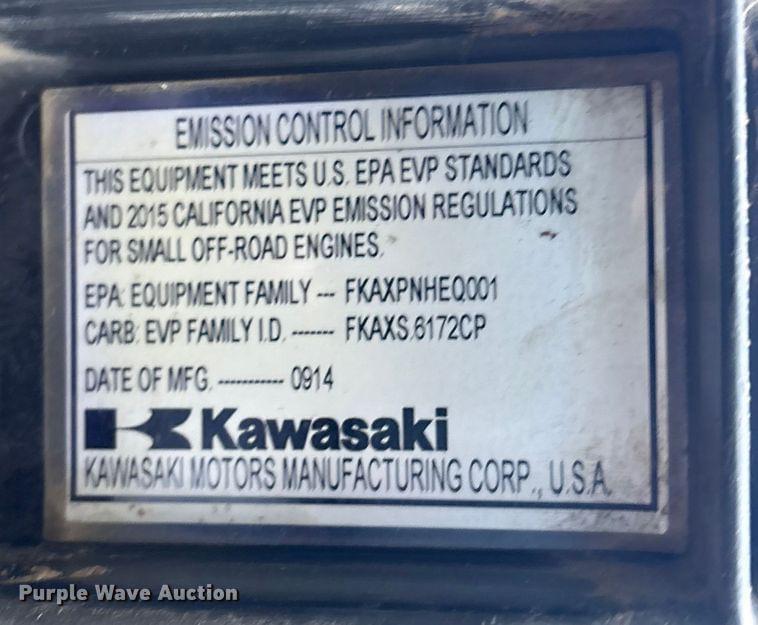 EMISSION CONTROL INFORMATION
THIS EQUIPMENT MEETS U.S. EPA EVP STANDARDS
AND 2015 CALIFORNIA EVP EMISSION REGULATIONS
FOR SMALL OFF-ROAD ENGINES.
EPA: EQUIPMENT FAMILY --- FKAXPNHEQ001
CARB: EVP FAMILY I.D. ------- FKAXS.6172CP
DATE OF MFG. ----------- 0914
Kawasaki
KAWASAKI MOTORS MANUFACTURING CORP., U.S.A.
Purple Wave Auction